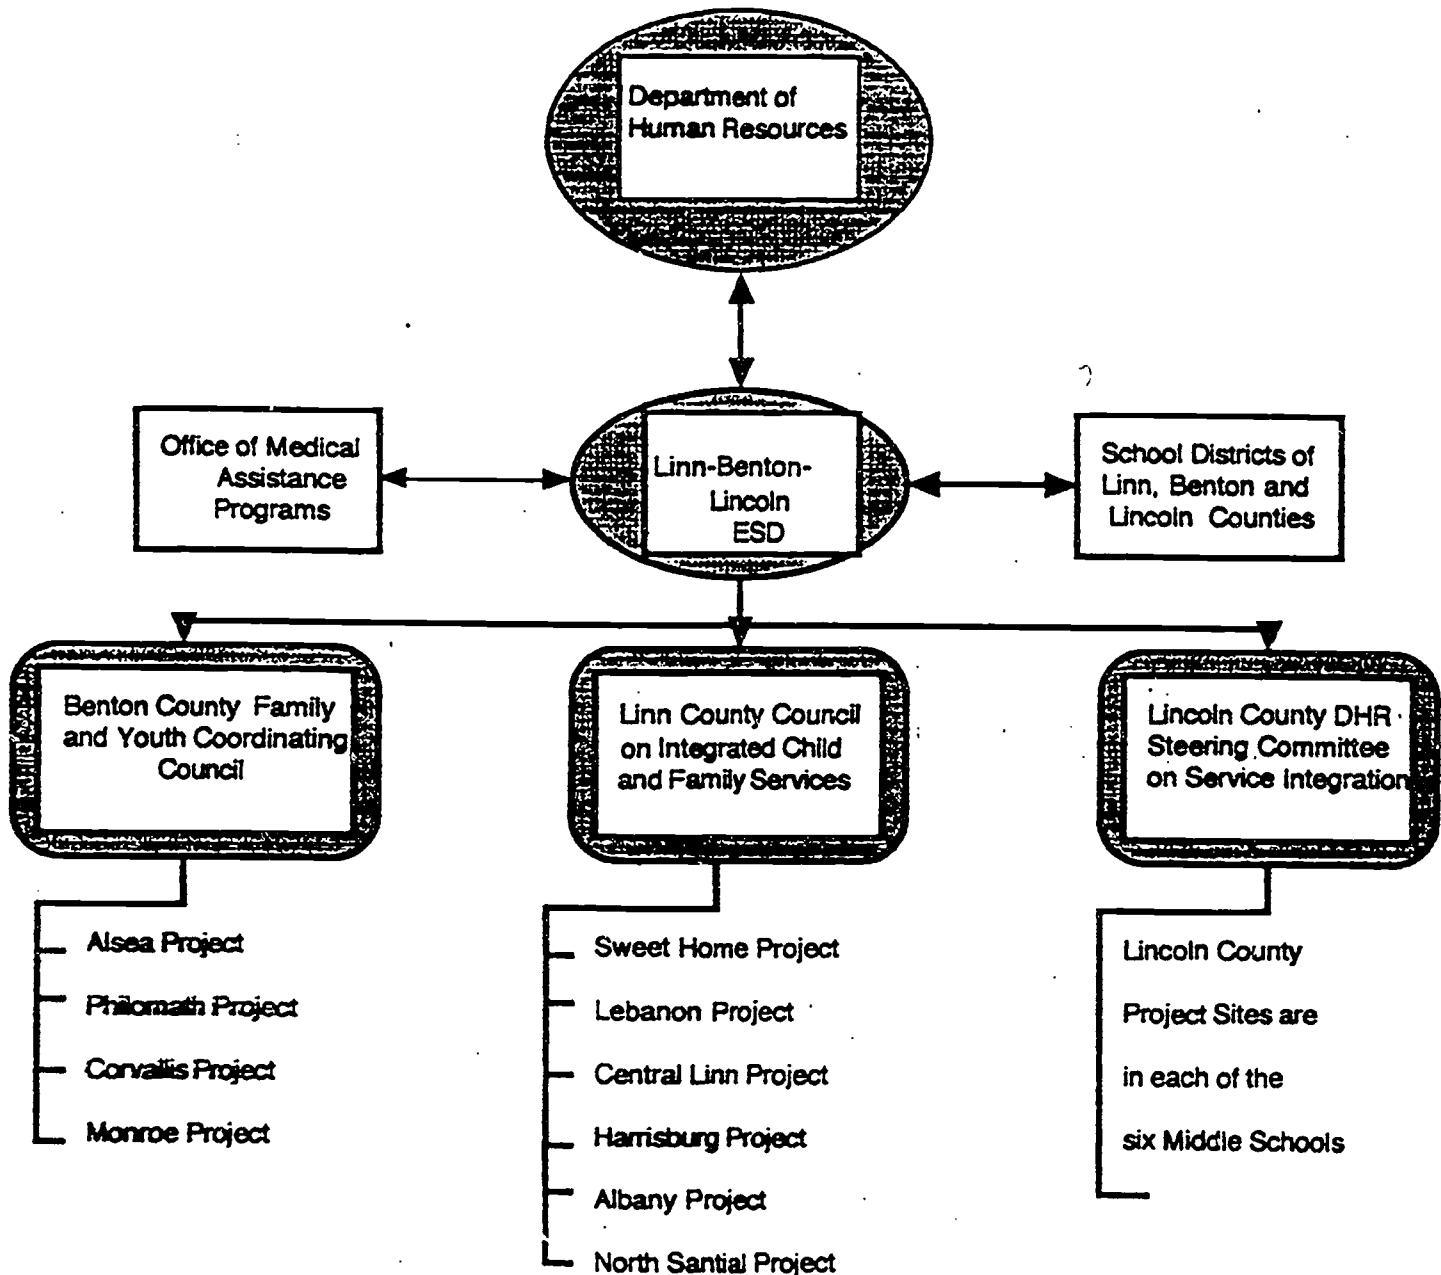 Department of
Human Resources
Office of Medical
Assistance
Programs
Linn-Benton-
Lincoln
ESD
School Districts of
Linn, Benton and
Lincoln Counties
Benton County Family
and Youth Coordinating
Council
Linn County Council
on Integrated Child
and Family Services
Lincoln County DHR
Steering Committee
on Service Integration
Alsea Project
Philomath Project
Corvallis Project
Monroe Project
Sweet Home Project
Lebanon Project
Central Linn Project
Harrisburg Project
Albany Project
North Santial Project
Lincoln County
Project Sites are
in each of the
six Middle Schools